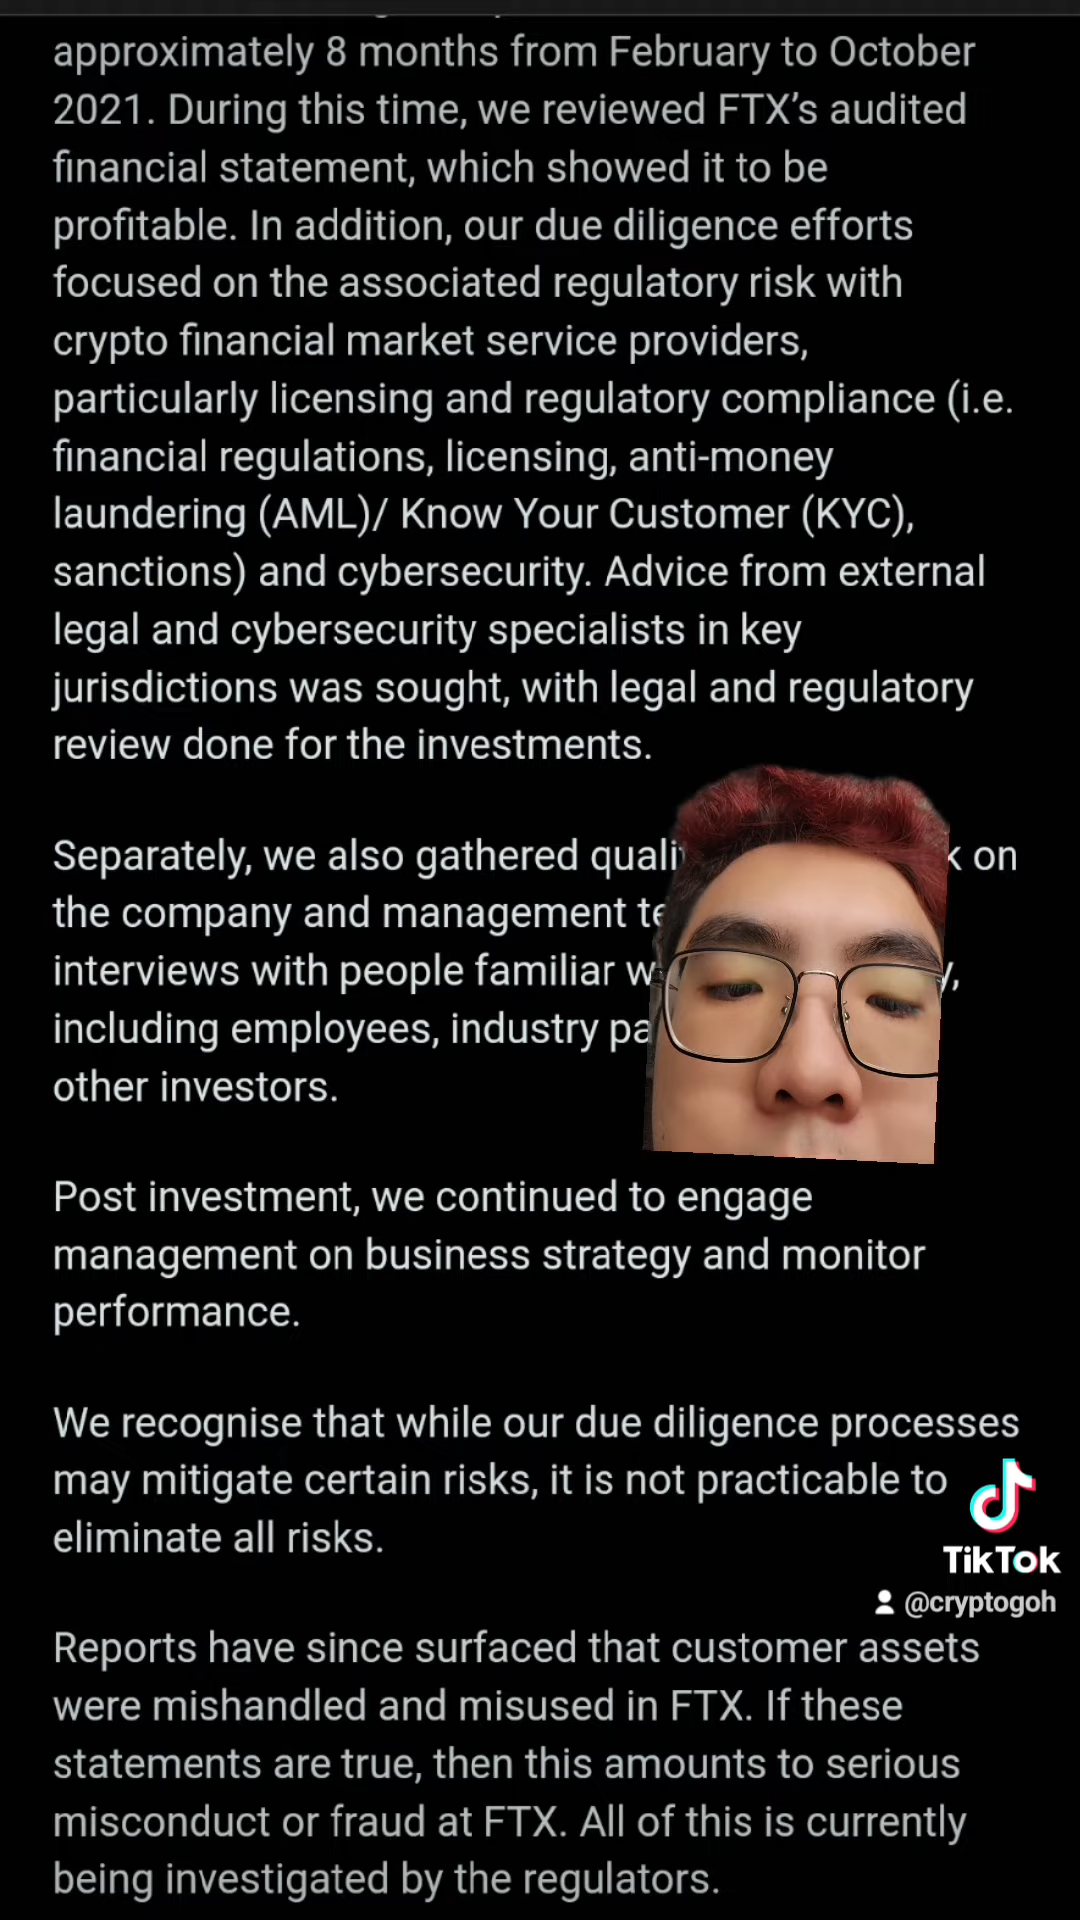 approximately 8 months from February to October
2021. During this time, we reviewed FTX’s audited
financial statement, which showed it to be
profitable. In addition, our due diligence efforts
focused on the associated regulatory risk with
crypto financial market service providers,
particularly licensing and regulatory compliance (i.e.
financial regulations, licensing, anti-money
laundering (AML)/ Know Your Customer (KYC),
sanctions) and cybersecurity. Advice from external
legal and cybersecurity specialists in key
jurisdictions was sought, with legal and regulatory
review done for the investments.
Separately, we also gathered on
the company and management
interviews with people familiar
including employees, industry
other investors.
Post investment, we continued to engage
management on business strategy and monitor
performance.
We recognise that while our due diligence processes
may mitigate certain risks, it is not practicable to
eliminate all risks.
TikTok
@cryptogoh
Reports have since surfaced that customer assets
were mishandled and misused in FTX. If these
statements are true, then this amounts to serious
misconduct or fraud at FTX. All of this is currently
being investigated by the regulators.